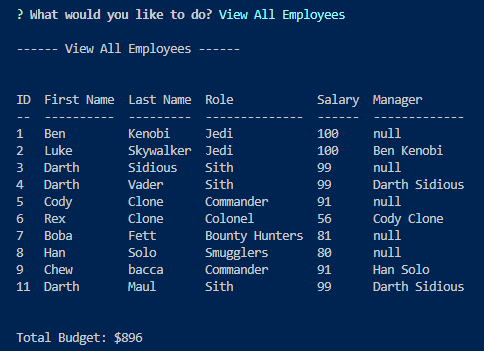 ? What would you like to do? View All Employees
------ View All Employees ------
ID  First Name  Last Name  Role            Salary  Manager
--  ----------  ---------  --------------  ------  -------------
1   Ben         Kenobi     Jedi            100     null
2   Luke        Skywalker  Jedi            100     Ben Kenobi
3   Darth       Sidious    Sith            99      null
4   Darth       Vader      Sith            99      Darth Sidious
5   Cody        Clone      Commander       91      null
6   Rex         Clone      Colonel         56      Cody Clone
7   Boba        Fett       Bounty Hunters  81      null
8   Han         Solo       Smugglers       80      null
9   Chew        bacca      Commander       91      Han Solo
11  Darth       Maul       Sith            99      Darth Sidious
Total Budget: $896